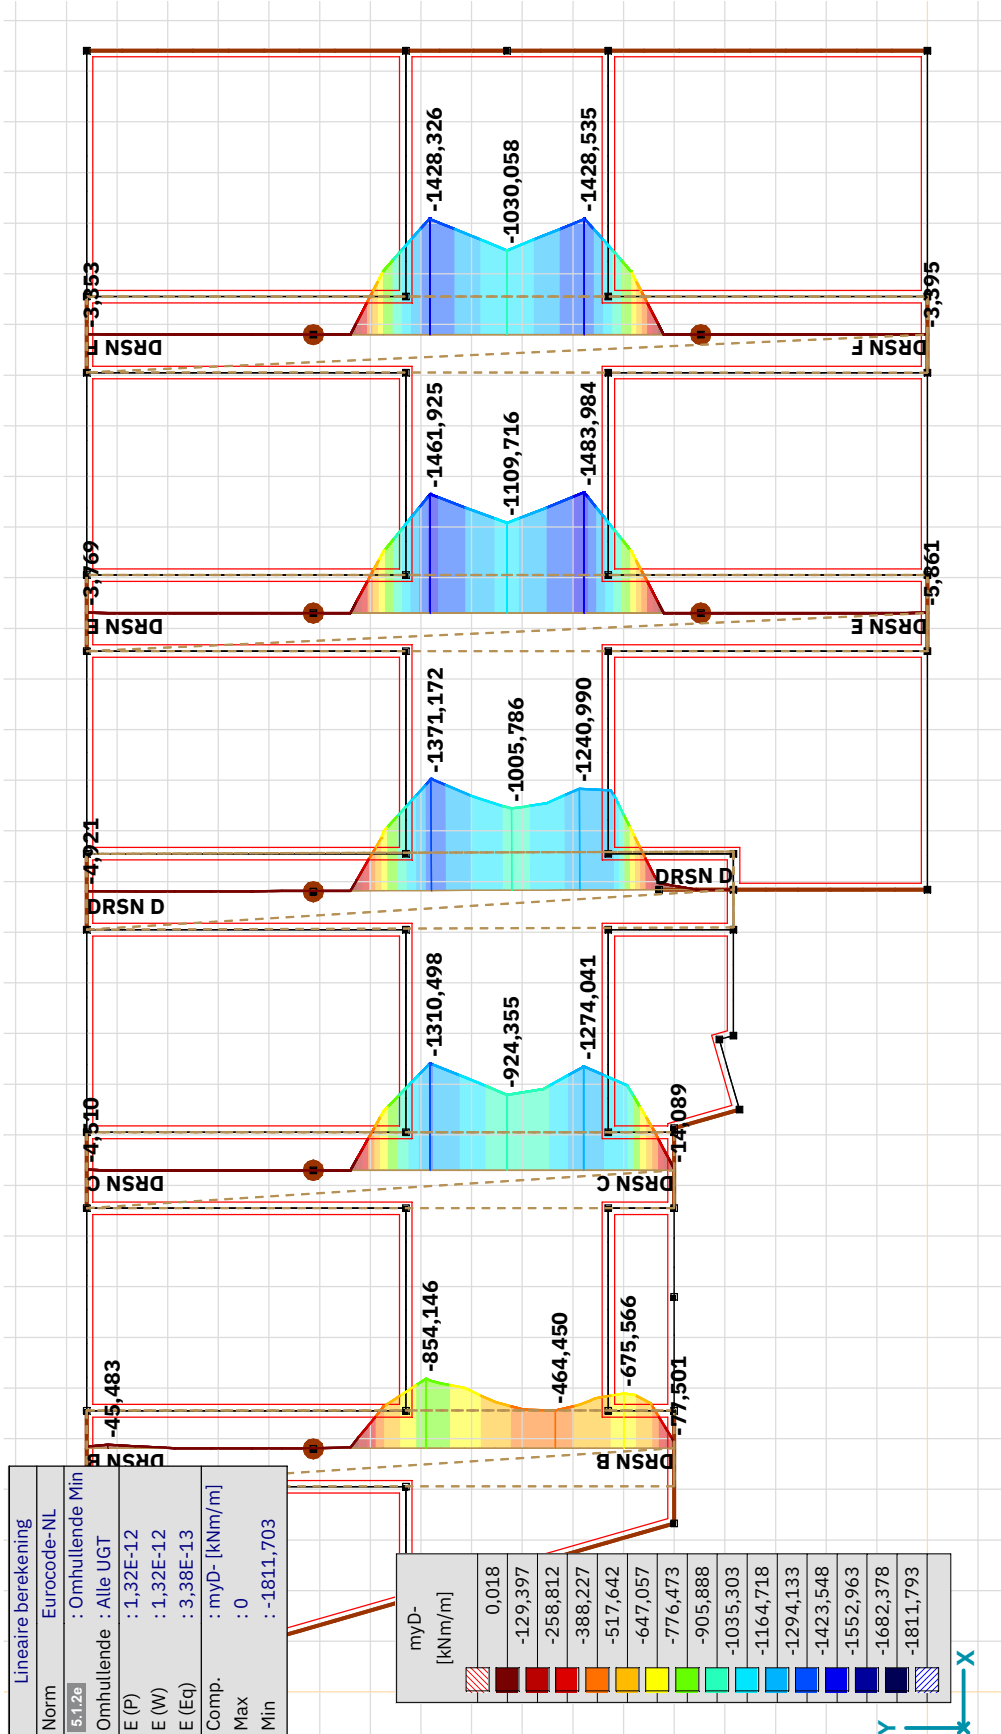 Lineaire berekening
Norm Eurocode-NL
5.1.2e : Omhullende Min
Omhullende : Alle UGT
E (P) : 1,32E-12
E (W) : 1,32E-12
E (Eq) : 3,38E-13
Comp. : myD- [kNm/m]
Max : 0
Min : -1811,703
myD-
[kNm/m]
0,018
-129,397
-258,812
-388,227
-517,642
-647,057
-776,473
-905,888
-1035,303
-1164,718
-1294,133
-1423,548
-1552,963
-1682,378
-1811,793
Y
X
DRSN B
-45,483
-854,146
-464,450
-675,566
-77,501
DRSN B
DRSN C
-4,510
-1310,498
-924,355
-1274,041
-14,089
DRSN C
DRSN D
-4,921
-1371,172
-1005,786
-1240,990
DRSN D
DRSN E
-3,769
-1461,925
-1109,716
-1483,984
-5,861
DRSN E
DRSN F
-3,353
-1428,326
-1030,058
-1428,535
-3,395
DRSN F